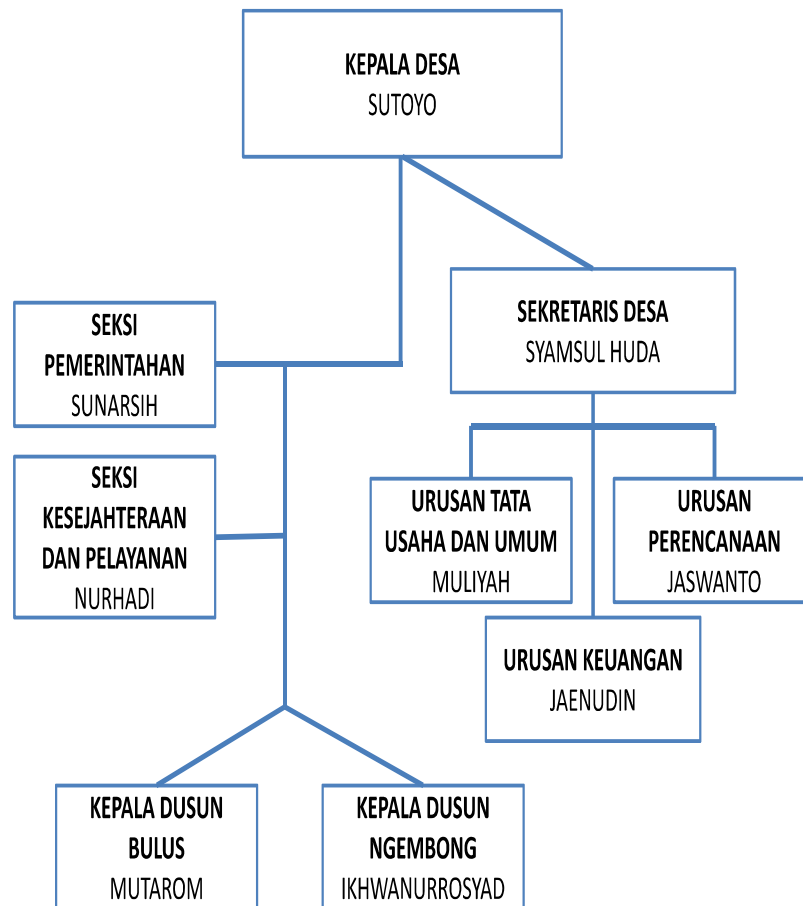 KEPALA DESA
SUTOYO
SEKRETARIS DESA
SYAMSUL HUDA
SEKSI
PEMERINTAHAN
SUNARSIH
SEKSI
KESEJAHTERAAN
DAN PELAYANAN
NURHADI
URUSAN TATA
USAHA DAN UMUM
MULIYAH
URUSAN
PERENCANAAN
JASWANTO
URUSAN KEUANGAN
JAENUDIN
KEPALA DUSUN
BULUS
MUTAROM
KEPALA DUSUN
NGEMBONG
IKHWANURROSYAD